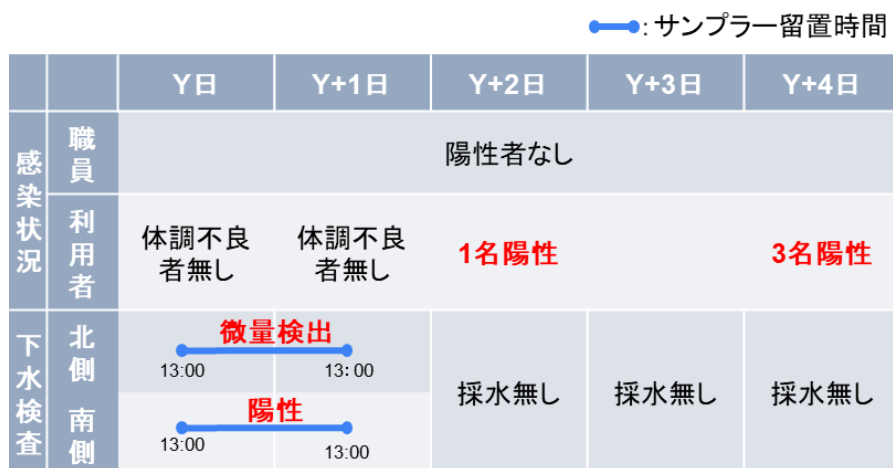 ：サンプラー留置時間
Y日 Y+1日 Y+2日 Y+3日 Y+4日
感染状況
職員
陽性者なし
利用者
体調不良
者無し
体調不良
者無し
1名陽性
3名陽性
下水検査
北側
微量検出
13:00
13：00
南側
陽性
13:00
13:00
採水無し
採水無し
採水無し